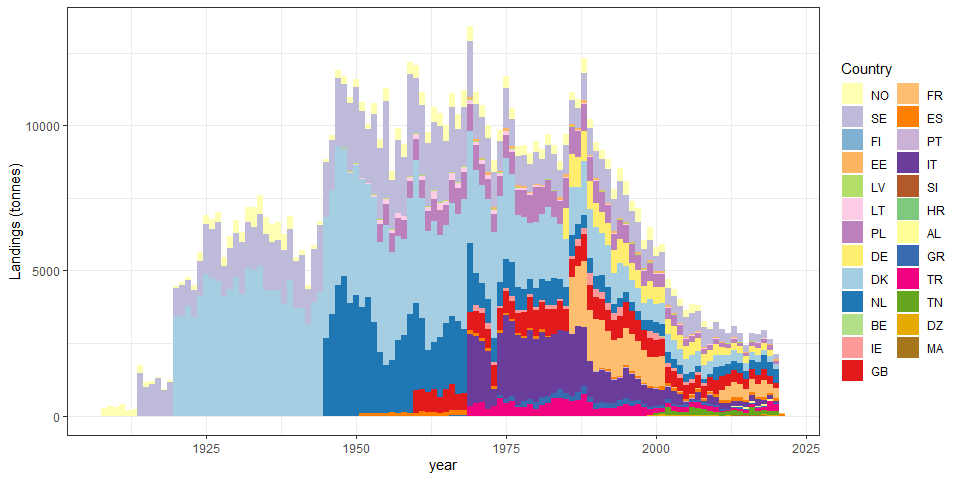 Landings (tonnes)
10000
5000
0
1925
1950
1975
2000
2025
year
Country
NO
SE
FI
EE
LV
LT
PL
DE
DK
NL
BE
IE
GB
FR
ES
PT
IT
SI
HR
AL
GR
TR
TN
DZ
MA